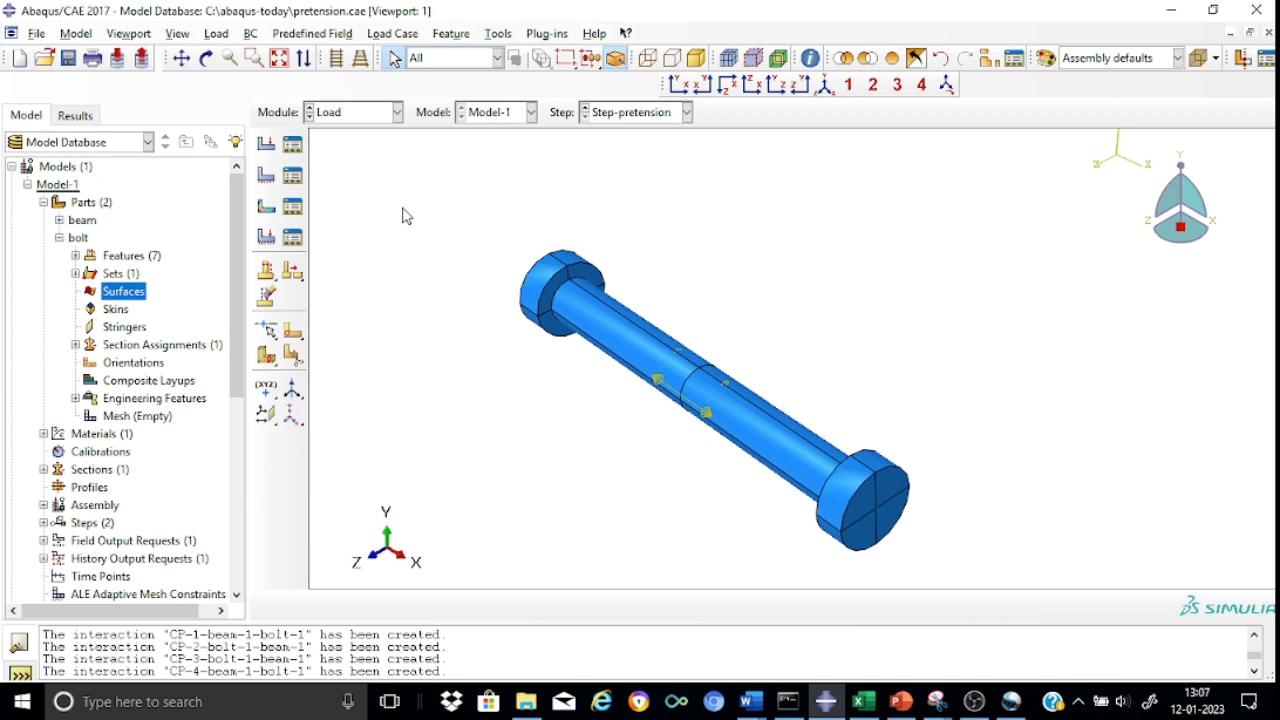 Abaqus/CAE 2017 - Model Database: C:\abaqus-today\pretension.cae [Viewport: 1]
File Model Viewport View Load BC Predefined Field Load Case Feature Tools Plug-ins Help
All
Assembly defaults
1 2 3 4
Model Results
Module: Load Model: Model-1 Step: Step-pretension
Model Database
Models (1)
Model-1
Parts (2)
beam
bolt
Features (7)
Sets (1)
Surfaces
Skins
Stringers
Section Assignments (1)
Orientations
Composite Layups
Engineering Features
Mesh (Empty)
Materials (1)
Calibrations
Sections (1)
Profiles
Assembly
Steps (2)
Field Output Requests (1)
History Output Requests (1)
Time Points
ALE Adaptive Mesh Constraints
(XYZ)
Z X
Y
Z X
Y
Z X
SIMULIA
The interaction "CP-1-beam-1-bolt-1" has been created.
The interaction "CP-2-bolt-1-beam-1" has been created.
The interaction "CP-3-bolt-1-beam-1" has been created.
The interaction "CP-4-beam-1-bolt-1" has been created.
Type here to search
13:07
12-01-2023